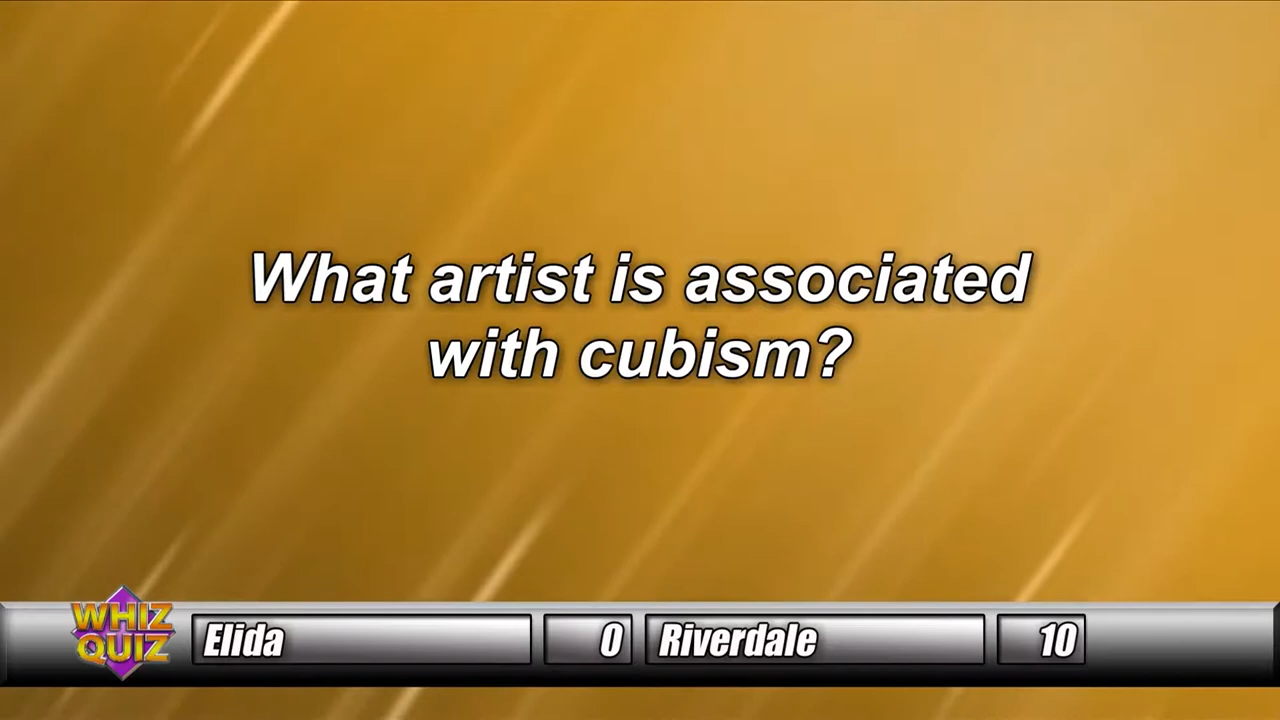 What artist is associated
with cubism?
WHIZ
QUIZ
Elida 0 Riverdale 10